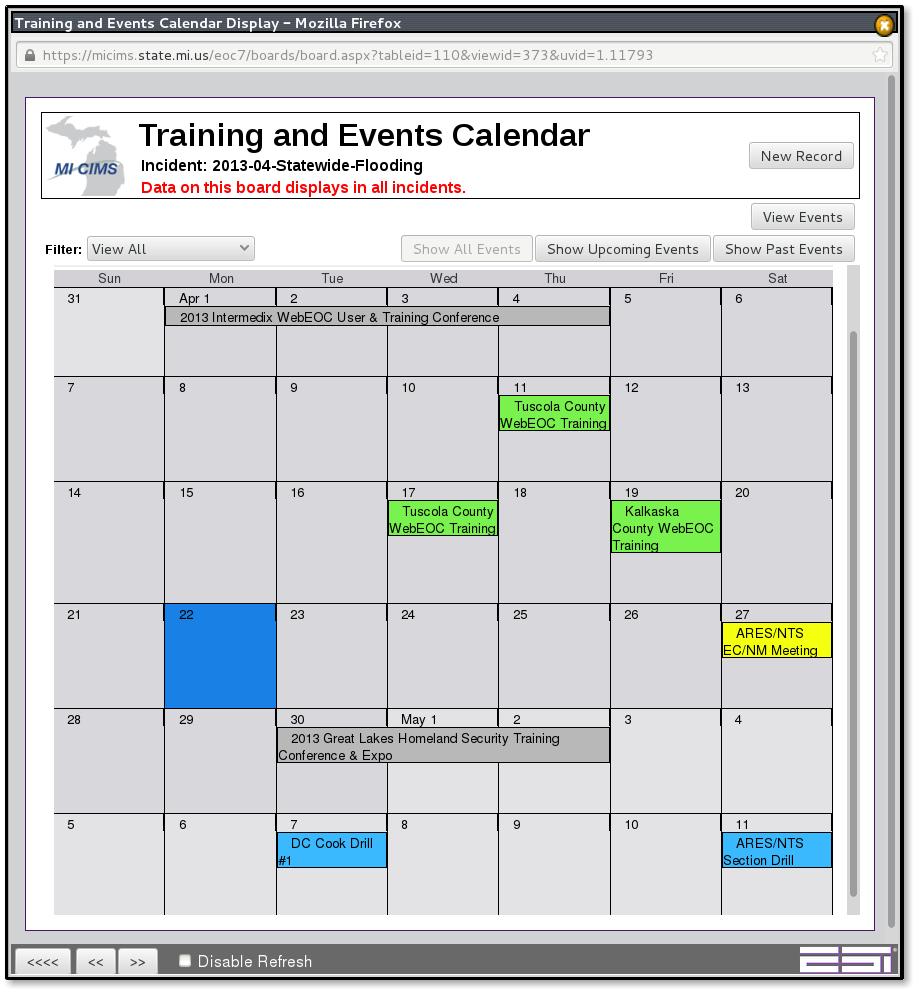 Training and Events Calendar Display - Mozilla Firefox
https://micims.state.mi.us/eoc7/boards/board.aspx?tableid=110&viewid=373&uvid=1.11793
MI CIMS
Training and Events Calendar
Incident: 2013-04-Statewide-Flooding
Data on this board displays in all incidents.
New Record
View Events
Filter: View All Show All Events Show Upcoming Events Show Past Events
Sun Mon Tue Wed Thu Fri Sat
31 Apr 1 2 3 4 5 6
2013 Intermedix WebEOC User & Training Conference
7 8 9 10 11 12 13
Tuscola County
WebEOC Training
14 15 16 17 18 19 20
Tuscola County
WebEOC Training
Kalkaska
County WebEOC
Training
21 22 23 24 25 26 27
ARES/NTS
EC/NM Meeting
28 29 30 May 1 2 3 4
2013 Great Lakes Homeland Security Training
Conference & Expo
5 6 7 8 9 10 11
DC Cook Drill
#1
ARES/NTS
Section Drill
<<<< << >> Disable Refresh